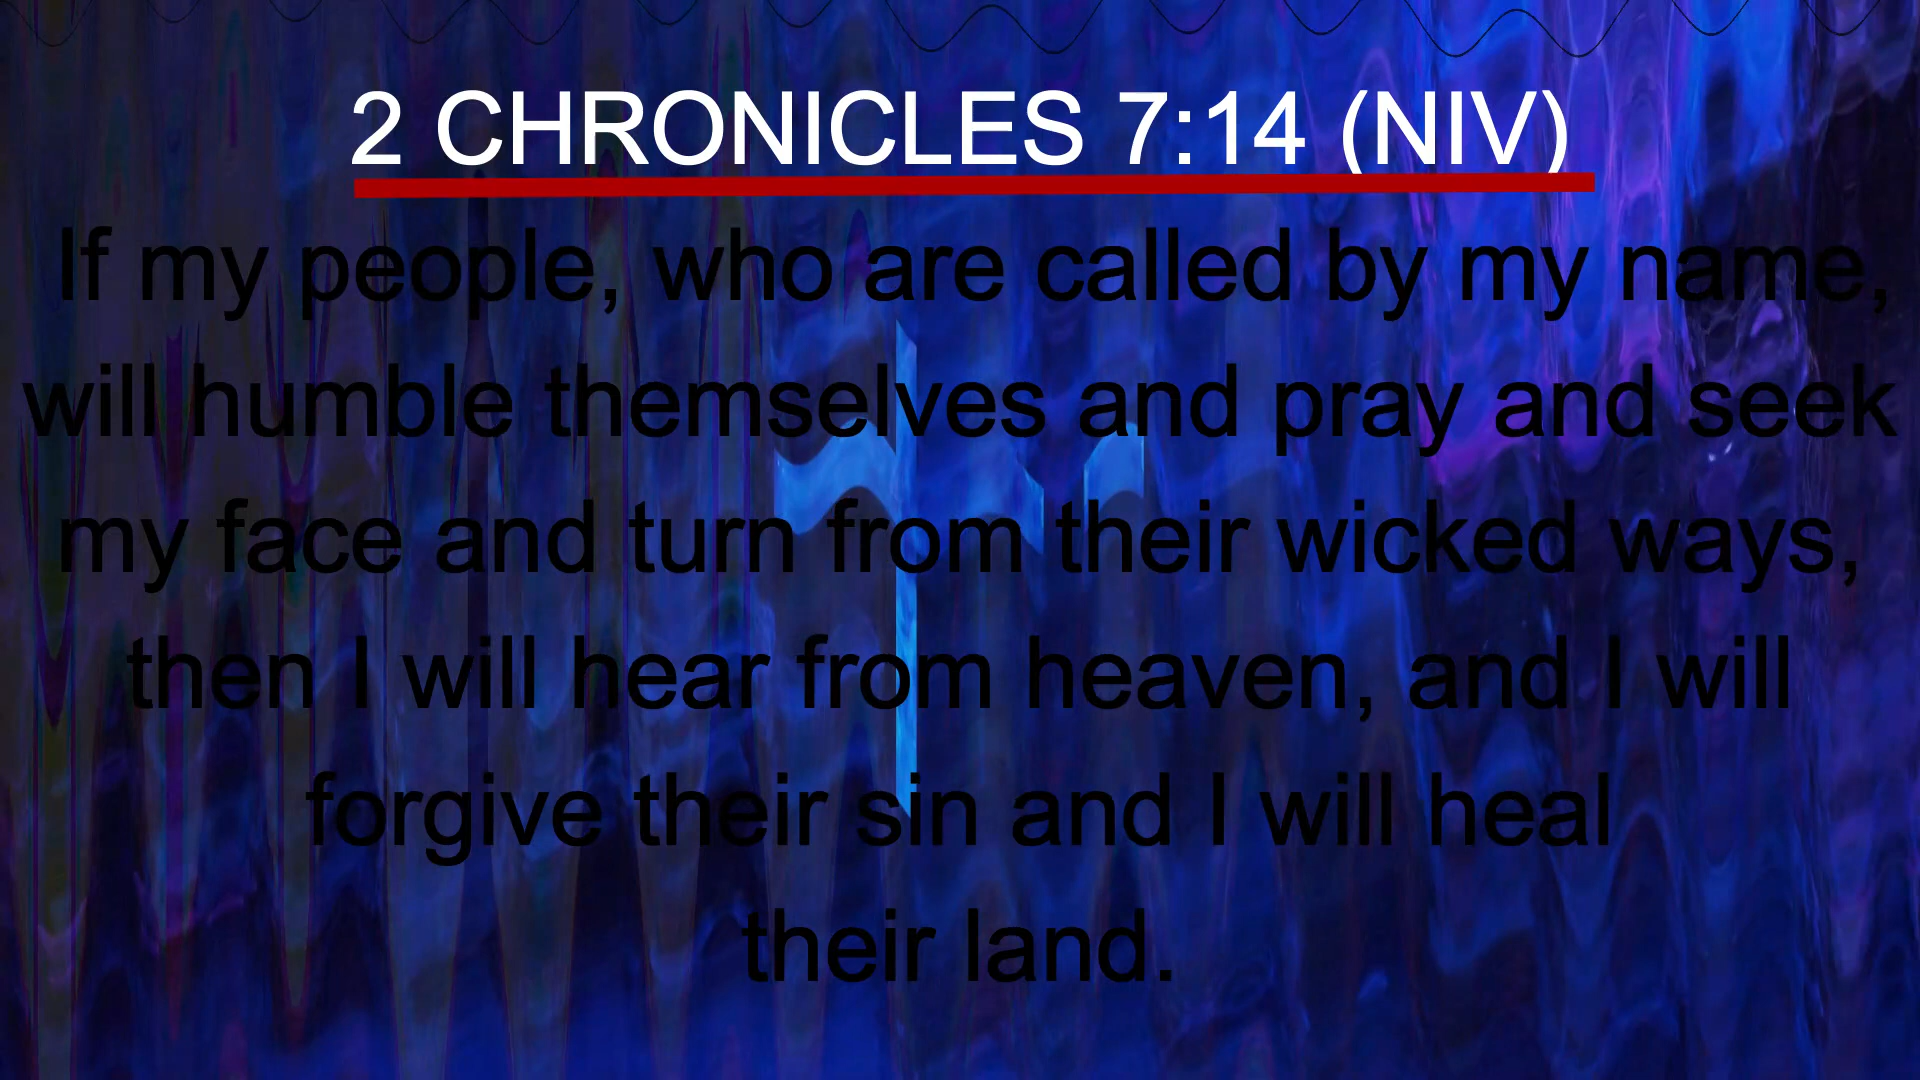 2 CHRONICLES 7:14 (NIV)
If my people, who are called by my name,
will humble themselves and pray and seek
my face and turn from their wicked ways,
then I will hear from heaven, and I will
forgive their sin and I will heal
their land.